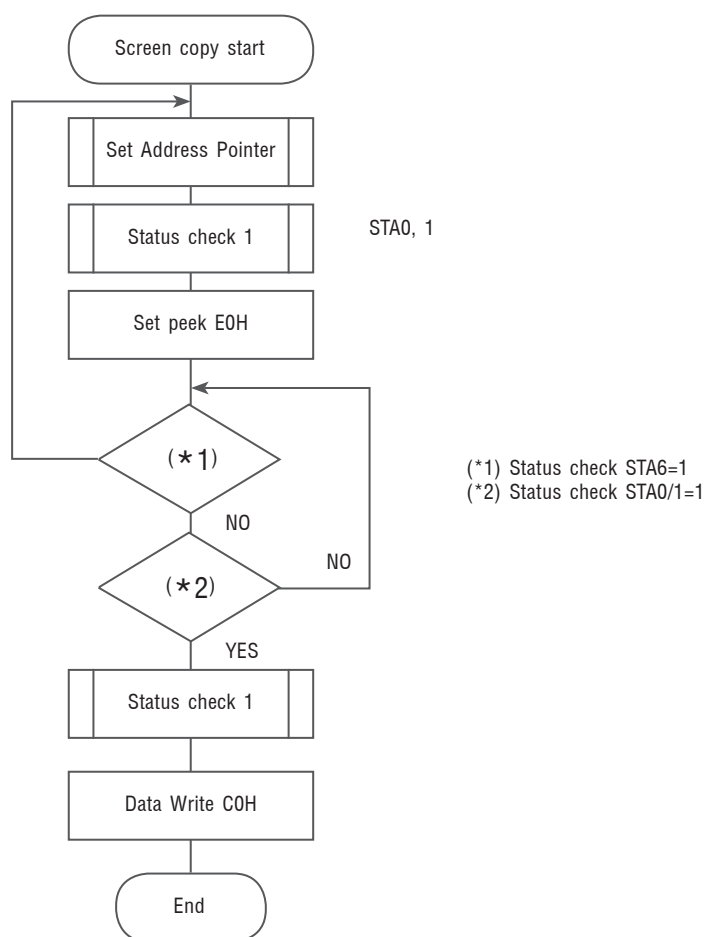 Screen copy start
Set Address Pointer
Status check 1
STA0, 1
Set peek E0H
(*1)
(*1) Status check STA6=1
(*2) Status check STA0/1=1
NO
NO
(*2)
YES
Status check 1
Data Write C0H
End